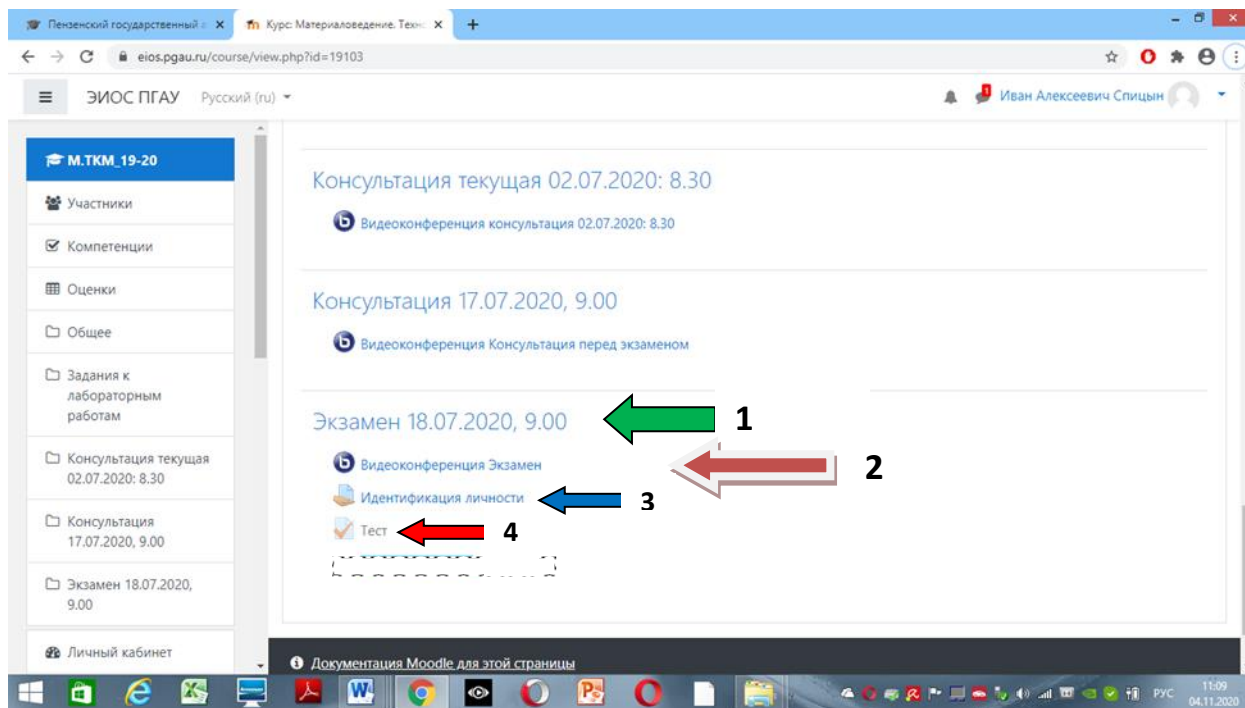 Пензенский государственный а
Курс: Материаловедение. Техно
eios.pgau.ru/course/view.php?id=19103
ЭИОС ПГАУ Русский (ru)
1 Иван Алексеевич Спицын
М.ТКМ_19-20
Участники
Компетенции
Оценки
Общее
Задания к
лабораторным
работам
Консультация текущая
02.07.2020: 8.30
Консультация
17.07.2020, 9.00
Экзамен 18.07.2020,
9.00
Личный кабинет
Консультация текущая 02.07.2020: 8.30
Видеоконференция консультация 02.07.2020: 8.30
Консультация 17.07.2020, 9.00
Видеоконференция Консультация перед экзаменом
Экзамен 18.07.2020, 9.00
1
Видеоконференция Экзамен
2
Идентификация личности
3
Тест
4
Документация Moodle для этой страницы
РУС
11:09
04.11.2020